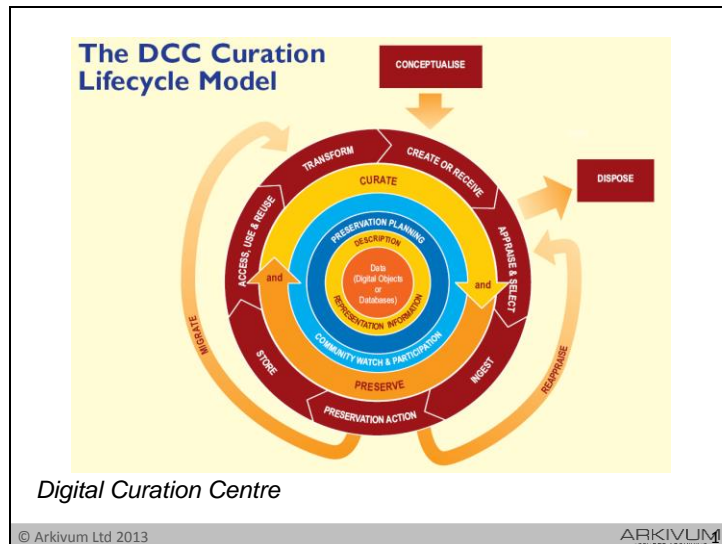 The DCC Curation
Lifecycle Model
CONCEPTUALISE
DISPOSE
TRANSFORM
CREATE OR RECEIVE
APPRAISE & SELECT
INGEST
PRESERVATION ACTION
STORE
ACCESS, USE & REUSE
CURATE
and
PRESERVE
and
PRESERVATION PLANNING
COMMUNITY WATCH & PARTICIPATION
DESCRIPTION
REPRESENTATION INFORMATION
Data
(Digital Objects
or
Databases)
MIGRATE
REAPPRAISE
Digital Curation Centre
© Arkivum Ltd 2013
ARKIVUM
1